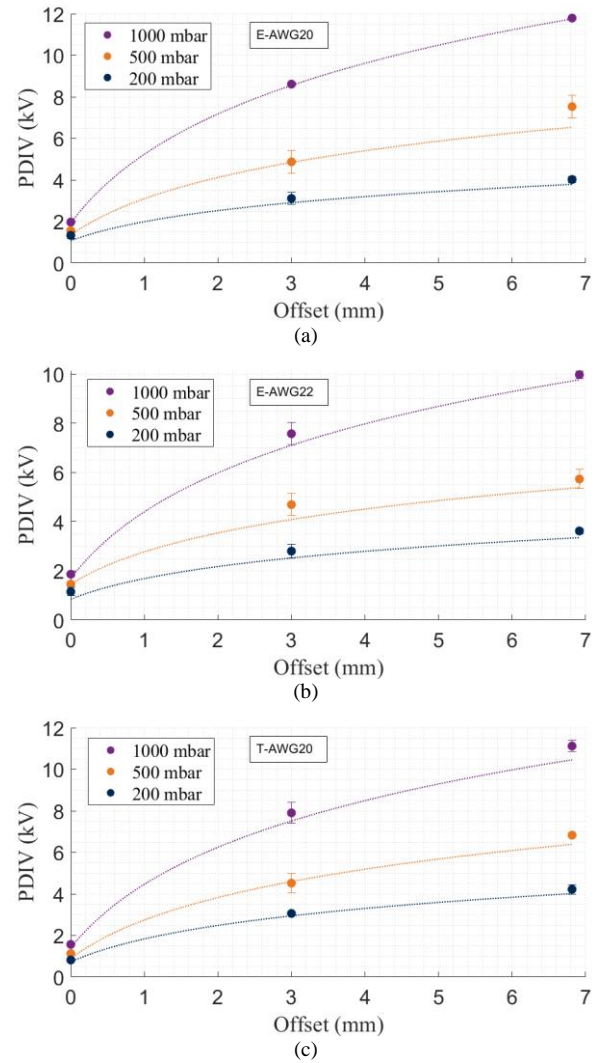 12
10
8
6
4
2
0
PDIV (kV)
1000 mbar
500 mbar
200 mbar
E-AWG20
0 1 2 3 4 5 6 7
Offset (mm)
(a)
10
8
6
4
2
0
PDIV (kV)
1000 mbar
500 mbar
200 mbar
E-AWG22
0 1 2 3 4 5 6 7
Offset (mm)
(b)
12
10
8
6
4
2
0
PDIV (kV)
1000 mbar
500 mbar
200 mbar
T-AWG20
0 1 2 3 4 5 6 7
Offset (mm)
(c)